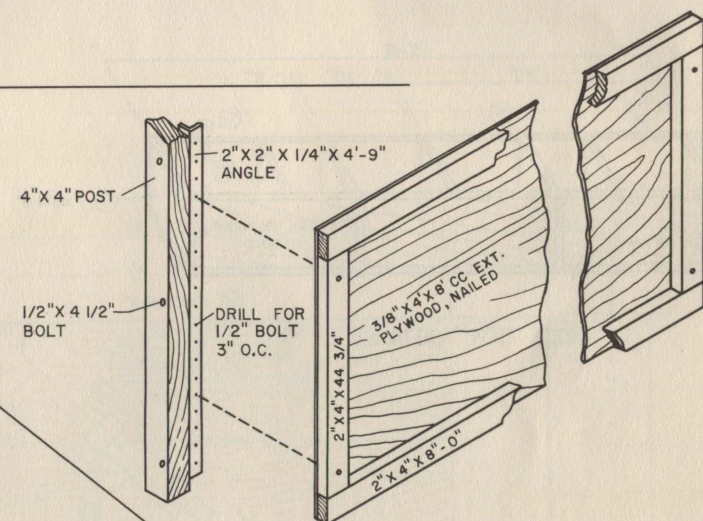 2" X 2" X 1/4" X 4'-9"
ANGLE
4" X 4" POST
1/2" X 4 1/2"
BOLT
DRILL FOR
1/2" BOLT
3" O.C.
3/8" X 4' X 8' CC EXT.
PLYWOOD, NAILED
2" X 4" X 44 3/4"
2" X 4" X 8'-0"